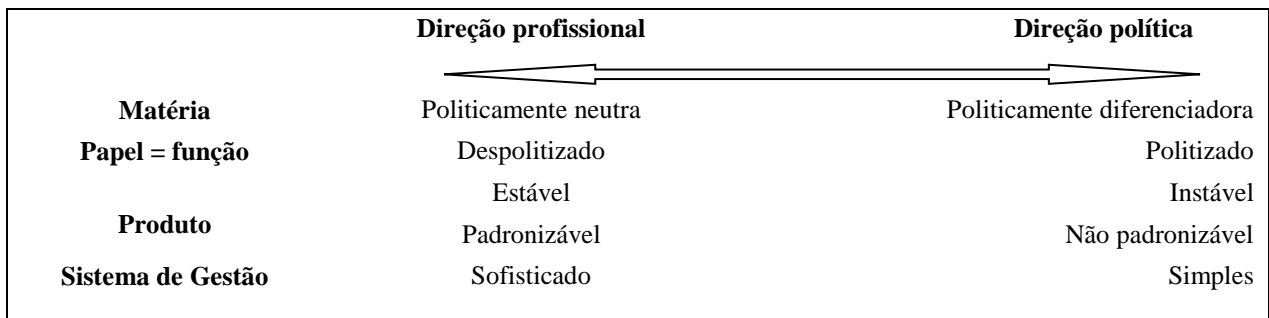 Direção profissional Direção política
Matéria Politicamente neutra Politicamente diferenciadora
Papel = função Despolitizado Politizado
Estável Instável
Produto
Padronizável Não padronizável
Sistema de Gestão Sofisticado Simples